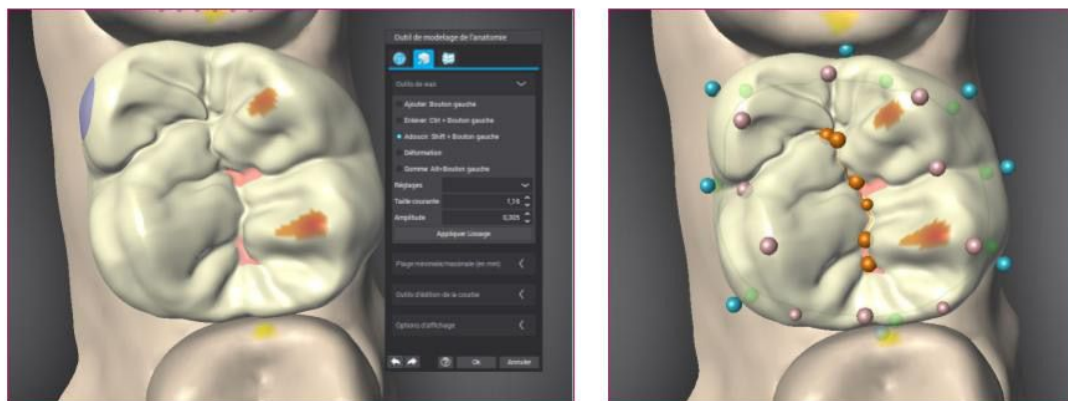 Outil de modelage de l'anatomie
Outils de wax
Ajouter: Bouton gauche
Enlever: Ctrl + Bouton gauche
Adoucir: Shift + Bouton gauche
Déformation
Gomme: Alt+Bouton gauche
Réglages
Taille courante 1,16
Amplitude 0,305
Appliquer Lissage
Plage minimale/maximale (en mm)
Outils d'édition de la courbe
Options d'affichage
Ok Annuler